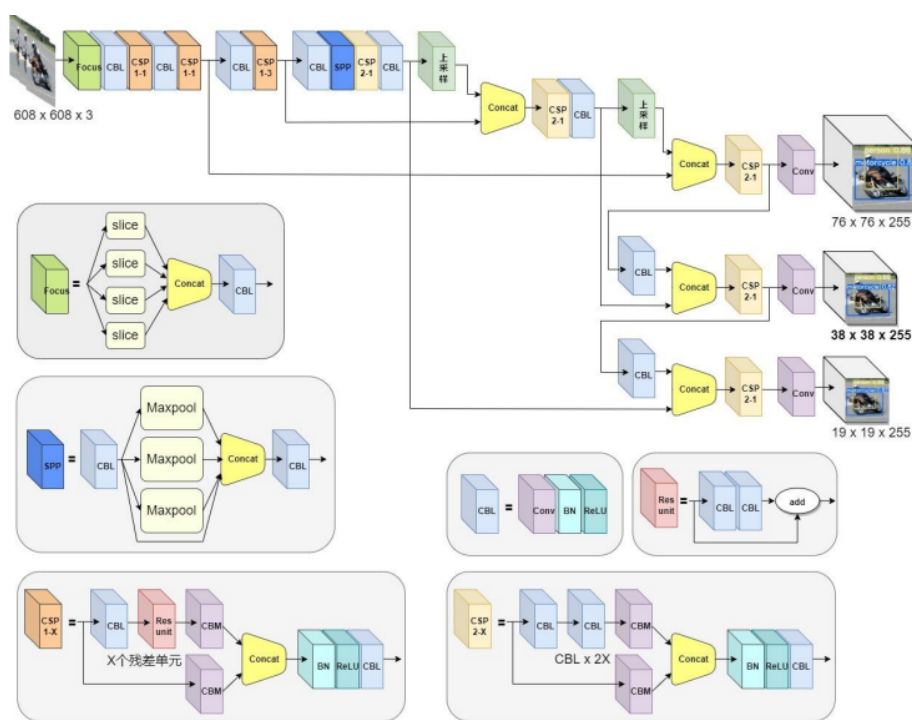 Focus
CBL
CSP
1-1
CBL
CSP
1-1
CBL
CSP
1-3
CBL
SPP
CSP
2-1
CBL
上采样
608 x 608 x 3
Concat
CSP
2-1
CBL
上采样
Concat
CSP
2-1
Conv
person 0.88
motorcycle
76 x 76 x 255
CBL
Concat
CSP
2-1
Conv
38 x 38 x 255
CBL
Concat
CSP
2-1
Conv
19 x 19 x 255
Focus
=
slice
slice
slice
slice
Concat
CBL
SPP
=
CBL
Maxpool
Maxpool
Maxpool
Concat
CBL
CBL
=
Conv
BN
ReLU
Res
unit
=
CBL
CBL
add
CSP
1-X
=
CBL
Res
unit
CBM
X个残差单元
CBM
Concat
BN
ReLU
CBL
CSP
2-X
=
CBL
CBL
CBM
CBL x 2X
CBM
Concat
BN
ReLU
CBL